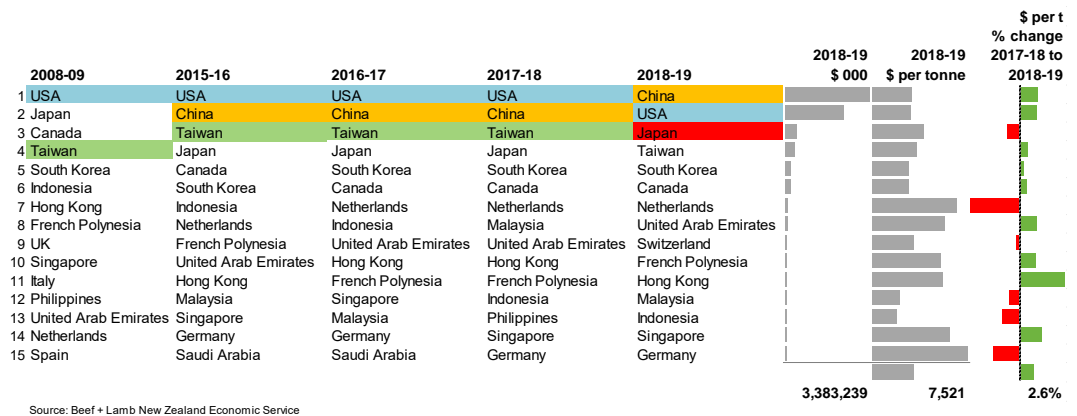 $ per t
% change
2018-19 2018-19 2017-18 to
2008-09 2015-16 2016-17 2017-18 2018-19 $ 000 $ per tonne 2018-19
1 USA USA USA USA China
2 Japan China China China USA
3 Canada Taiwan Taiwan Taiwan Japan
4 Taiwan Japan Japan Japan Taiwan
5 South Korea Canada South Korea South Korea South Korea
6 Indonesia South Korea Canada Canada Canada
7 Hong Kong Indonesia Netherlands Netherlands Netherlands
8 French Polynesia Netherlands Indonesia Malaysia United Arab Emirates
9 UK French Polynesia United Arab Emirates United Arab Emirates Switzerland
10 Singapore United Arab Emirates Hong Kong Hong Kong French Polynesia
11 Italy Hong Kong French Polynesia French Polynesia Hong Kong
12 Philippines Malaysia Singapore Indonesia Malaysia
13 United Arab Emirates Singapore Malaysia Philippines Indonesia
14 Netherlands Germany Germany Singapore Singapore
15 Spain Saudi Arabia Saudi Arabia Germany Germany
3,383,239 7,521 2.6%
Source: Beef + Lamb New Zealand Economic Service